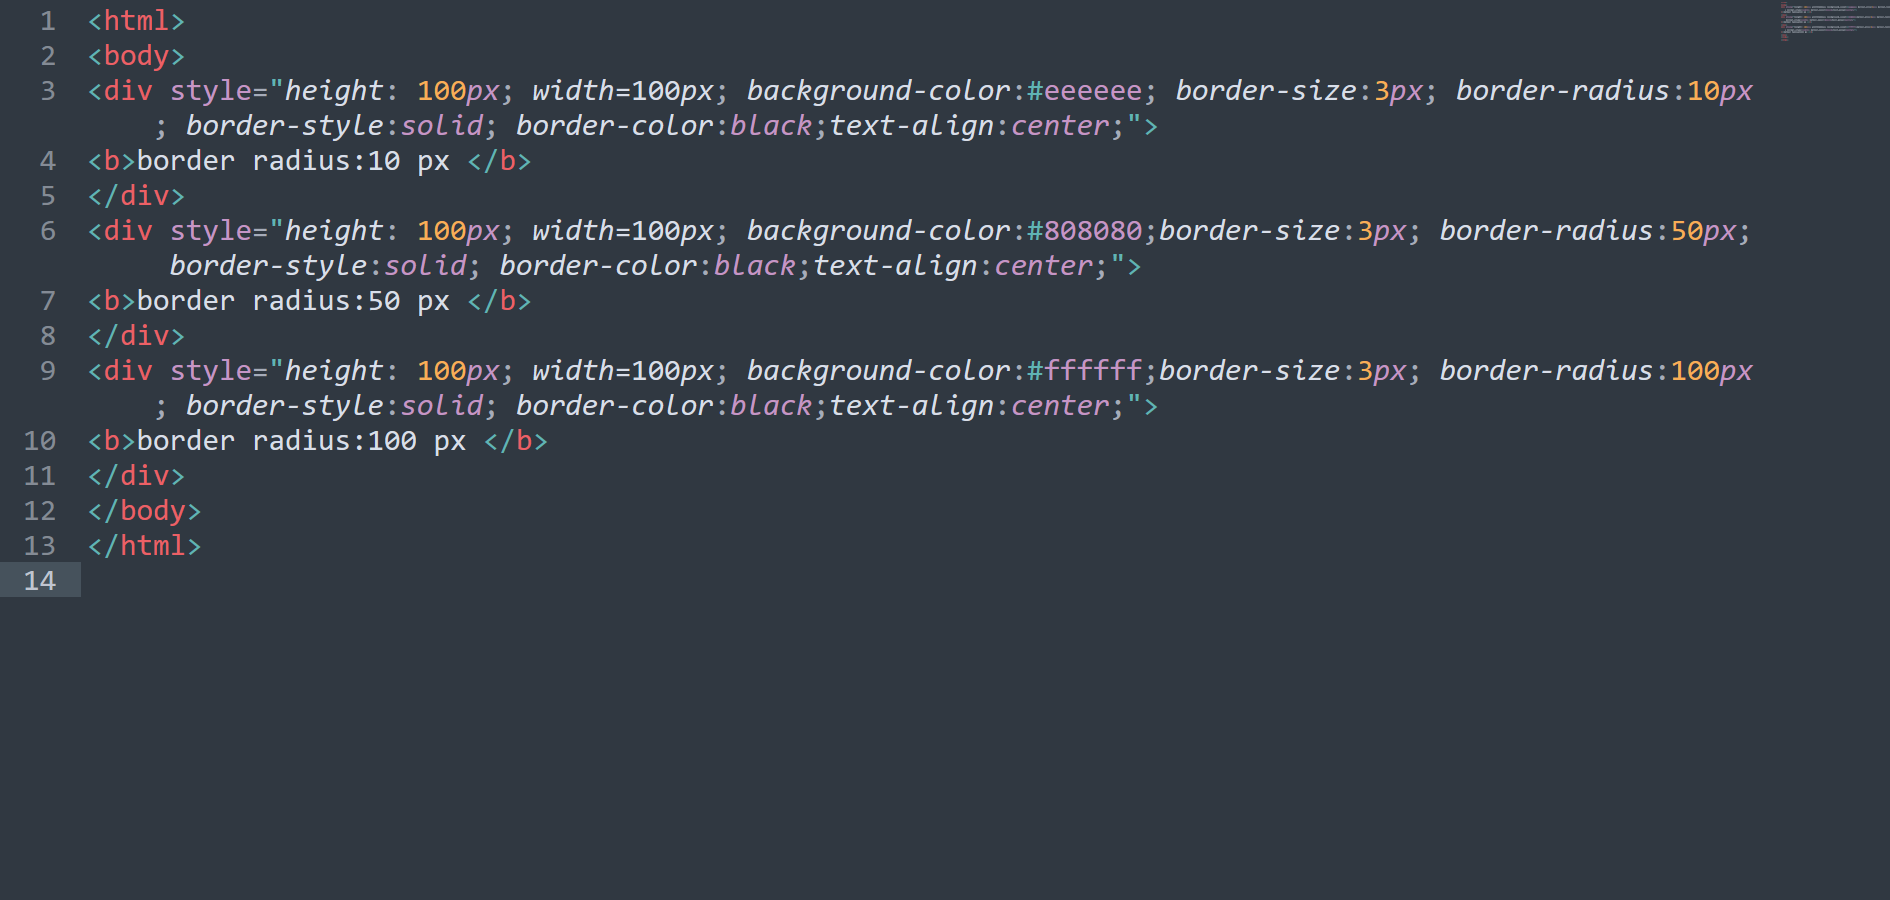 1 <html>
2 <body>
3 <div style="height: 100px; width=100px; background-color:#eeeeee; border-size:3px; border-radius:10px
; border-style:solid; border-color:black;text-align:center;">
4 <b>border radius:10 px </b>
5 </div>
6 <div style="height: 100px; width=100px; background-color:#808080;border-size:3px; border-radius:50px;
border-style:solid; border-color:black;text-align:center;">
7 <b>border radius:50 px </b>
8 </div>
9 <div style="height: 100px; width=100px; background-color:#ffffff;border-size:3px; border-radius:100px
; border-style:solid; border-color:black;text-align:center;">
10 <b>border radius:100 px </b>
11 </div>
12 </body>
13 </html>
14